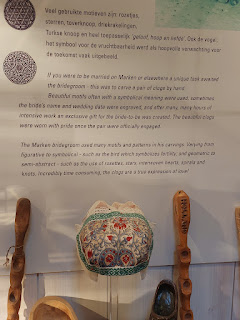 Veel gebruikte motieven zijn: rozetten,
sterren, toverknoop, driekrakelingen,
Turkse knoop en heel toepasselijk 'geloof, hoop en liefde'. Ook de vogel,
het symbool voor de vruchtbaarheid werd als hoopvolle verwachting voor
de toekomst vaak uitgebeeld.
If you were to be married on Marken or elsewhere a unique task awaited
the bridegroom - this was to carve a pair of clogs by hand.
Beautiful motifs often with a symbolical meaning were used, sometimes
the bride's name and wedding date were engraved, and after many, many hours of
intensive work an exclusive gift for the bride-to-be was created. The beautiful clogs
were worn with pride once the pair were officially engaged.
The Marken bridegroom used many motifs and patterns in his carvings. Varying from
figurative to symbolical - such as the bird which symbolizes fertility, and geometric to
semi-abstract - such as the use of rosettes, stars, interwoven hearts, spirals and
knots. Incredibly time consuming, the clogs are a true expression of love!